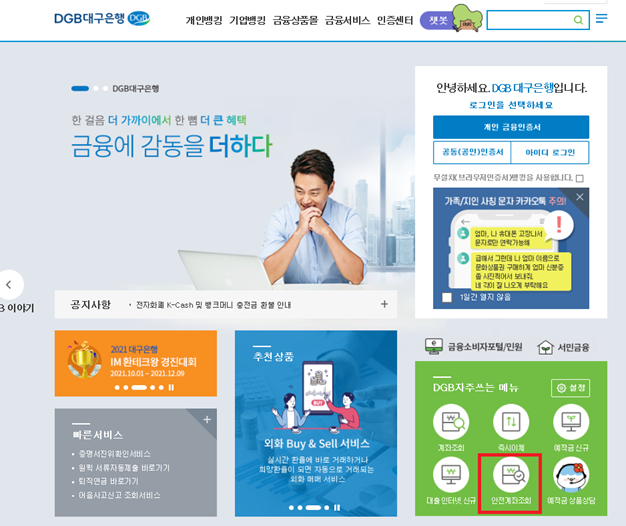 DGB대구은행 DGB
개인뱅킹 기업뱅킹 금융상품몰 금융서비스 인증센터 챗봇
DGB대구은행
한 걸음 더 가까이에서 한 뼘 더 큰 혜택
금융에 감동을 더하다
B 이야기
공지사항 · 전자화폐 K-Cash 및 뱅크머니 충전금 환불 안내 +
안녕하세요. DGB 대구은행입니다.
로그인을 선택하세요
개인 금융인증서
공동(공인)인증서
아이디 로그인
무설치(브라우저인증서)뱅킹을 사용합니다.
가족/지인 사칭 문자 카카오톡 주의!
엄마, 나 휴대폰 고장나서
문자로만 연락가능해
급해서 그런데 나 엄마 이름으로
문화상품권 구매하게 엄마 신분증
좀 사진찍어서 보내줘.
네 각이 잘 나오게 부탁해요
1일간 열지 않음
2021 대구은행
IM 환테크왕 경진대회
2021.10.01 ~ 2021.12.09
빠른서비스 +
· 증명서진위확인서비스
· 원클릭 서류자동제출 바로가기
· 퇴직연금 바로가기
· 어음사고신고 조회서비스
추천상품
외화 Buy & Sell 서비스
실시간 환율에 바로 거래하거나
희망환율이 되면 자동으로 거래되는
외화 매매 서비스
금융소비자포털/민원
서민금융
DGB자주쓰는 메뉴
설정
계좌조회
즉시이체
예적금 신규
대출 인터넷 신규
안전계좌조회
예적금 상품상담